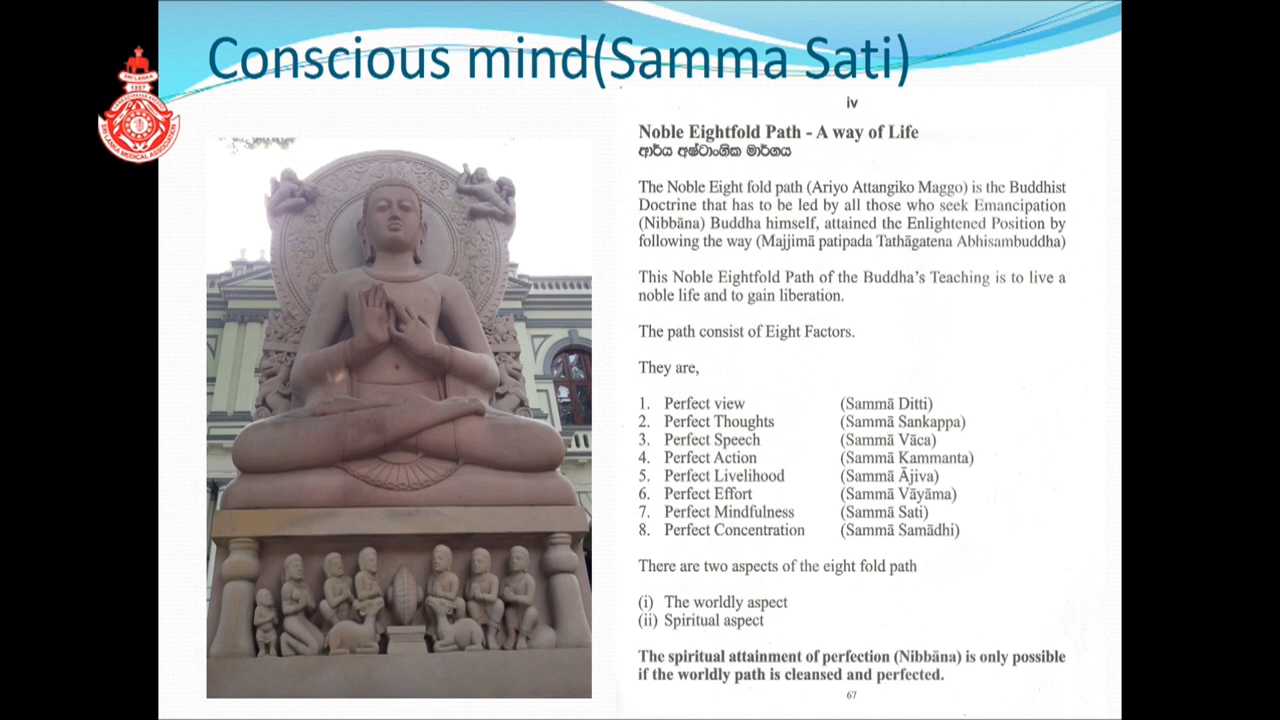 Conscious mind(Samma Sati)
SRI LANKA
1887
SRI LANKA MEDICAL ASSOCIATION
iv
Noble Eightfold Path - A way of Life
ආර්ය අෂ්ටාංගික මාර්ගය
The Noble Eight fold path (Ariyo Attangiko Maggo) is the Buddhist
Doctrine that has to be led by all those who seek Emancipation
(Nibbāna) Buddha himself, attained the Enlightened Position by
following the way (Majjimā patipada Tathāgatena Abhisambuddha)
This Noble Eightfold Path of the Buddha's Teaching is to live a
noble life and to gain liberation.
The path consist of Eight Factors.
They are,
1. Perfect view (Sammā Ditti)
2. Perfect Thoughts (Sammā Sankappa)
3. Perfect Speech (Sammā Vāca)
4. Perfect Action (Sammā Kammanta)
5. Perfect Livelihood (Sammā Ājiva)
6. Perfect Effort (Sammā Vāyāma)
7. Perfect Mindfulness (Sammā Sati)
8. Perfect Concentration (Sammā Samādhi)
There are two aspects of the eight fold path
(i) The worldly aspect
(ii) Spiritual aspect
The spiritual attainment of perfection (Nibbāna) is only possible
if the worldly path is cleansed and perfected.
67